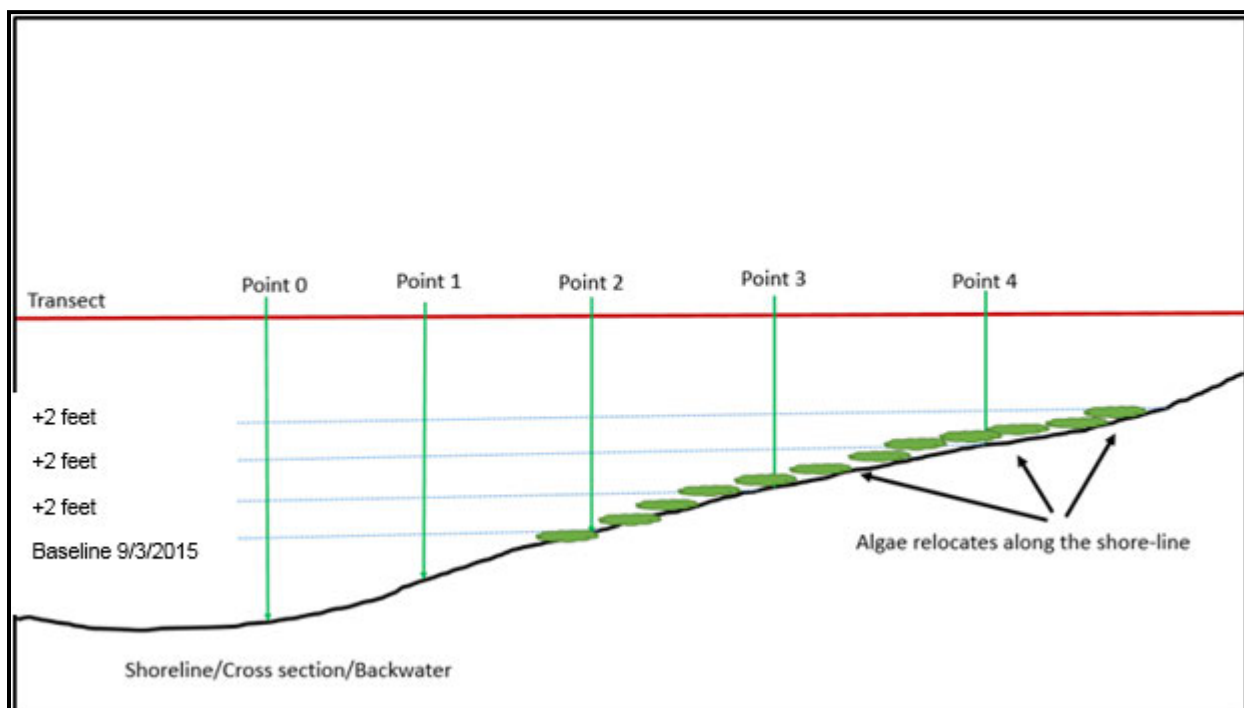 Transect
Point 0
Point 1
Point 2
Point 3
Point 4
+2 feet
+2 feet
+2 feet
Baseline 9/3/2015
Algae relocates along the shore-line
Shoreline/Cross section/Backwater